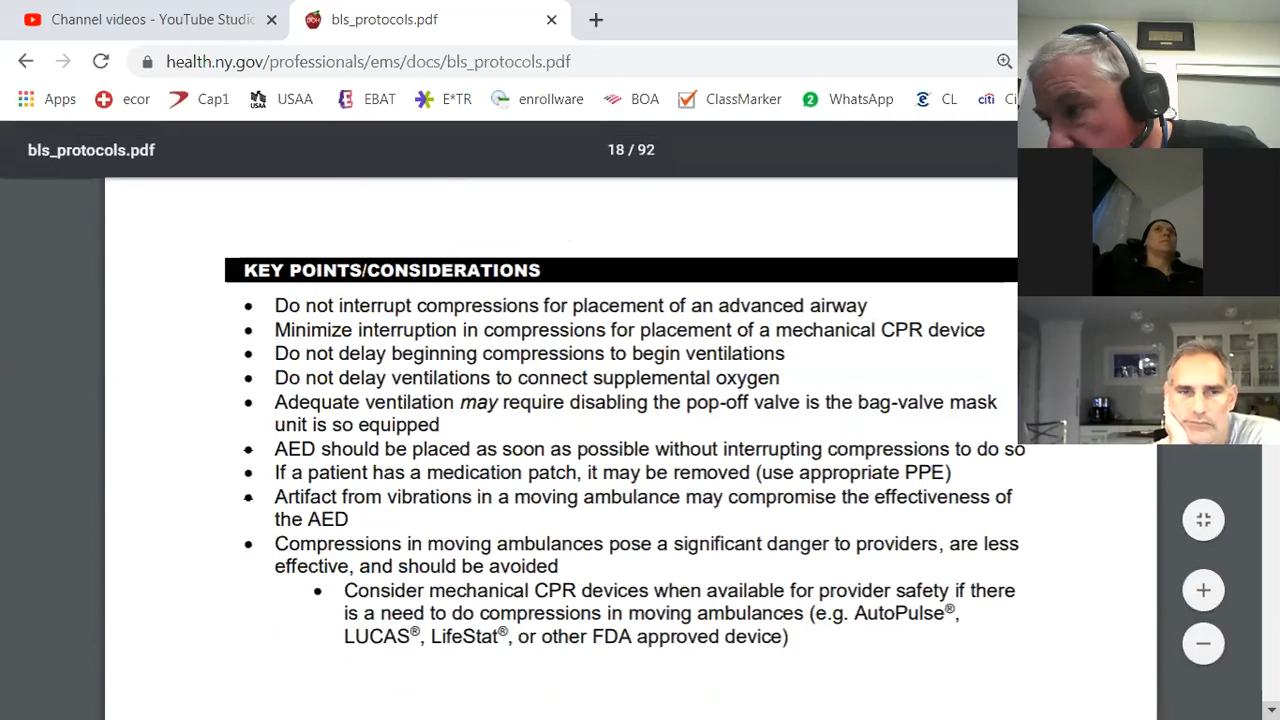 Channel videos - YouTube Studio
bls_protocols.pdf
health.ny.gov/professionals/ems/docs/bls_protocols.pdf
Apps
ecor
Cap1
USAA
EBAT
E*TR
enrollware
BOA
ClassMarker
2
WhatsApp
CL
citi
Ci
bls_protocols.pdf
18 / 92
KEY POINTS/CONSIDERATIONS
• Do not interrupt compressions for placement of an advanced airway
• Minimize interruption in compressions for placement of a mechanical CPR device
• Do not delay beginning compressions to begin ventilations
• Do not delay ventilations to connect supplemental oxygen
• Adequate ventilation may require disabling the pop-off valve is the bag-valve mask
unit is so equipped
• AED should be placed as soon as possible without interrupting compressions to do so
• If a patient has a medication patch, it may be removed (use appropriate PPE)
• Artifact from vibrations in a moving ambulance may compromise the effectiveness of
the AED
• Compressions in moving ambulances pose a significant danger to providers, are less
effective, and should be avoided
• Consider mechanical CPR devices when available for provider safety if there
is a need to do compressions in moving ambulances (e.g. AutoPulse®,
LUCAS®, LifeStat®, or other FDA approved device)